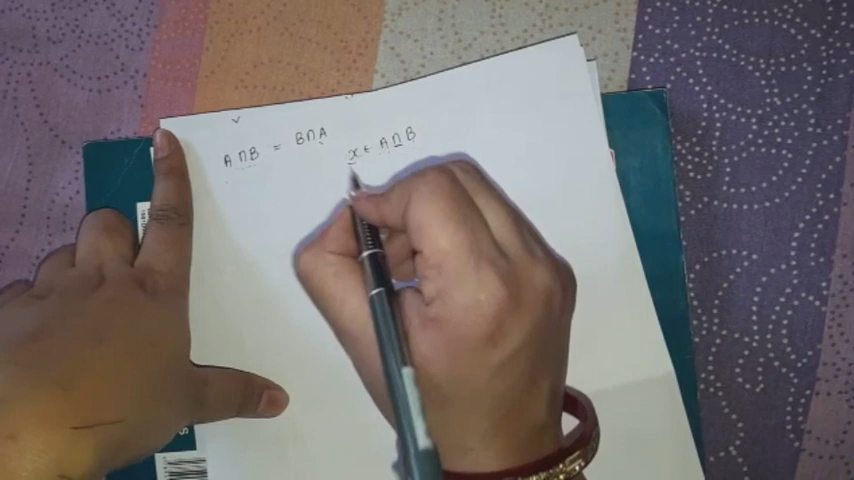 A∩B = B∩A
x ∈ A∩B